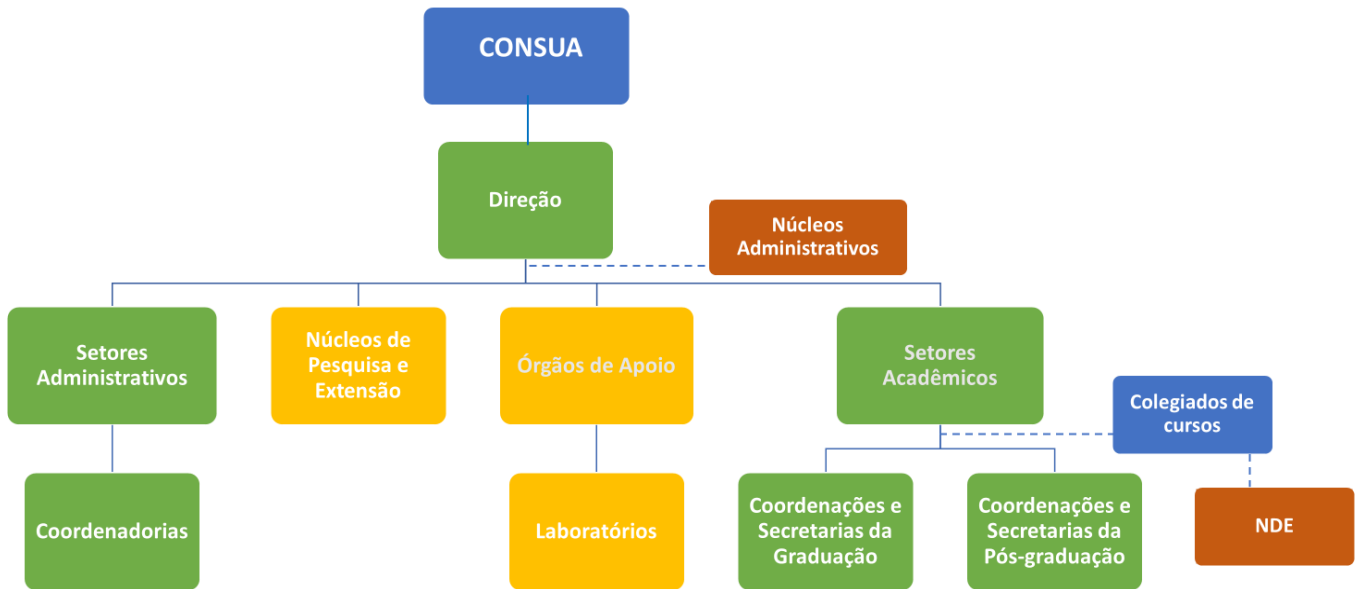 CONSUA
Direção
Núcleos
Administrativos
Setores
Administrativos
Núcleos de
Pesquisa e
Extensão
Órgãos de Apoio
Setores
Acadêmicos
Colegiados de
cursos
Coordenadorias
Laboratórios
Coordenações e
Secretarias da
Graduação
Coordenações e
Secretarias da
Pós-graduação
NDE